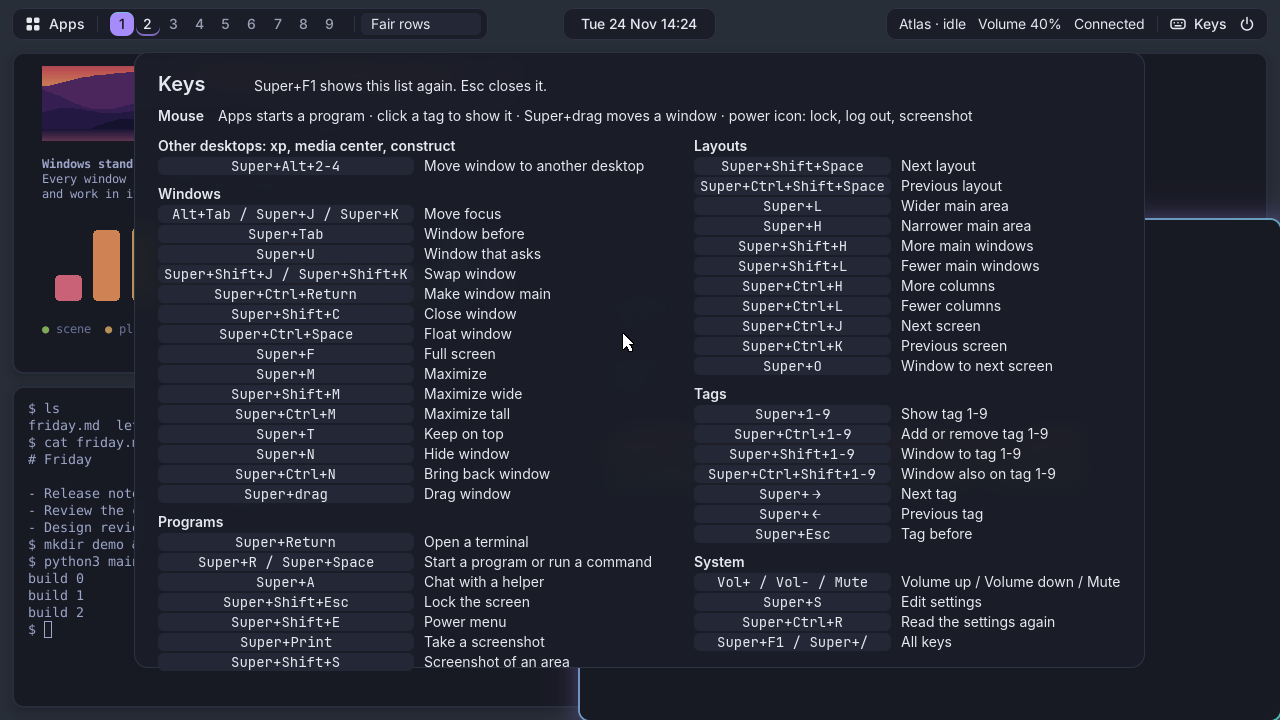 Apps 1 2 3 4 5 6 7 8 9 Fair rows Tue 24 Nov 14:24 Atlas · idle Volume 40% Connected Keys
Windows stand
Every window
and work in i
scene pl
$ ls
friday.md le
$ cat friday.
# Friday
- Release note
- Review the
- Design revie
$ mkdir demo
$ python3 main
build 0
build 1
build 2
$
Keys Super+F1 shows this list again. Esc closes it.
Mouse Apps starts a program · click a tag to show it · Super+drag moves a window · power icon: lock, log out, screenshot
Other desktops: xp, media center, construct
Super+Alt+2-4 Move window to another desktop
Windows
Alt+Tab / Super+J / Super+K Move focus
Super+Tab Window before
Super+U Window that asks
Super+Shift+J / Super+Shift+K Swap window
Super+Ctrl+Return Make window main
Super+Shift+C Close window
Super+Ctrl+Space Float window
Super+F Full screen
Super+M Maximize
Super+Shift+M Maximize wide
Super+Ctrl+M Maximize tall
Super+T Keep on top
Super+N Hide window
Super+Ctrl+N Bring back window
Super+drag Drag window
Programs
Super+Return Open a terminal
Super+R / Super+Space Start a program or run a command
Super+A Chat with a helper
Super+Shift+Esc Lock the screen
Super+Shift+E Power menu
Super+Print Take a screenshot
Super+Shift+S Screenshot of an area
Layouts
Super+Shift+Space Next layout
Super+Ctrl+Shift+Space Previous layout
Super+L Wider main area
Super+H Narrower main area
Super+Shift+H More main windows
Super+Shift+L Fewer main windows
Super+Ctrl+H More columns
Super+Ctrl+L Fewer columns
Super+Ctrl+J Next screen
Super+Ctrl+K Previous screen
Super+O Window to next screen
Tags
Super+1-9 Show tag 1-9
Super+Ctrl+1-9 Add or remove tag 1-9
Super+Shift+1-9 Window to tag 1-9
Super+Ctrl+Shift+1-9 Window also on tag 1-9
Super+→ Next tag
Super+← Previous tag
Super+Esc Tag before
System
Vol+ / Vol- / Mute Volume up / Volume down / Mute
Super+S Edit settings
Super+Ctrl+R Read the settings again
Super+F1 / Super+/ All keys